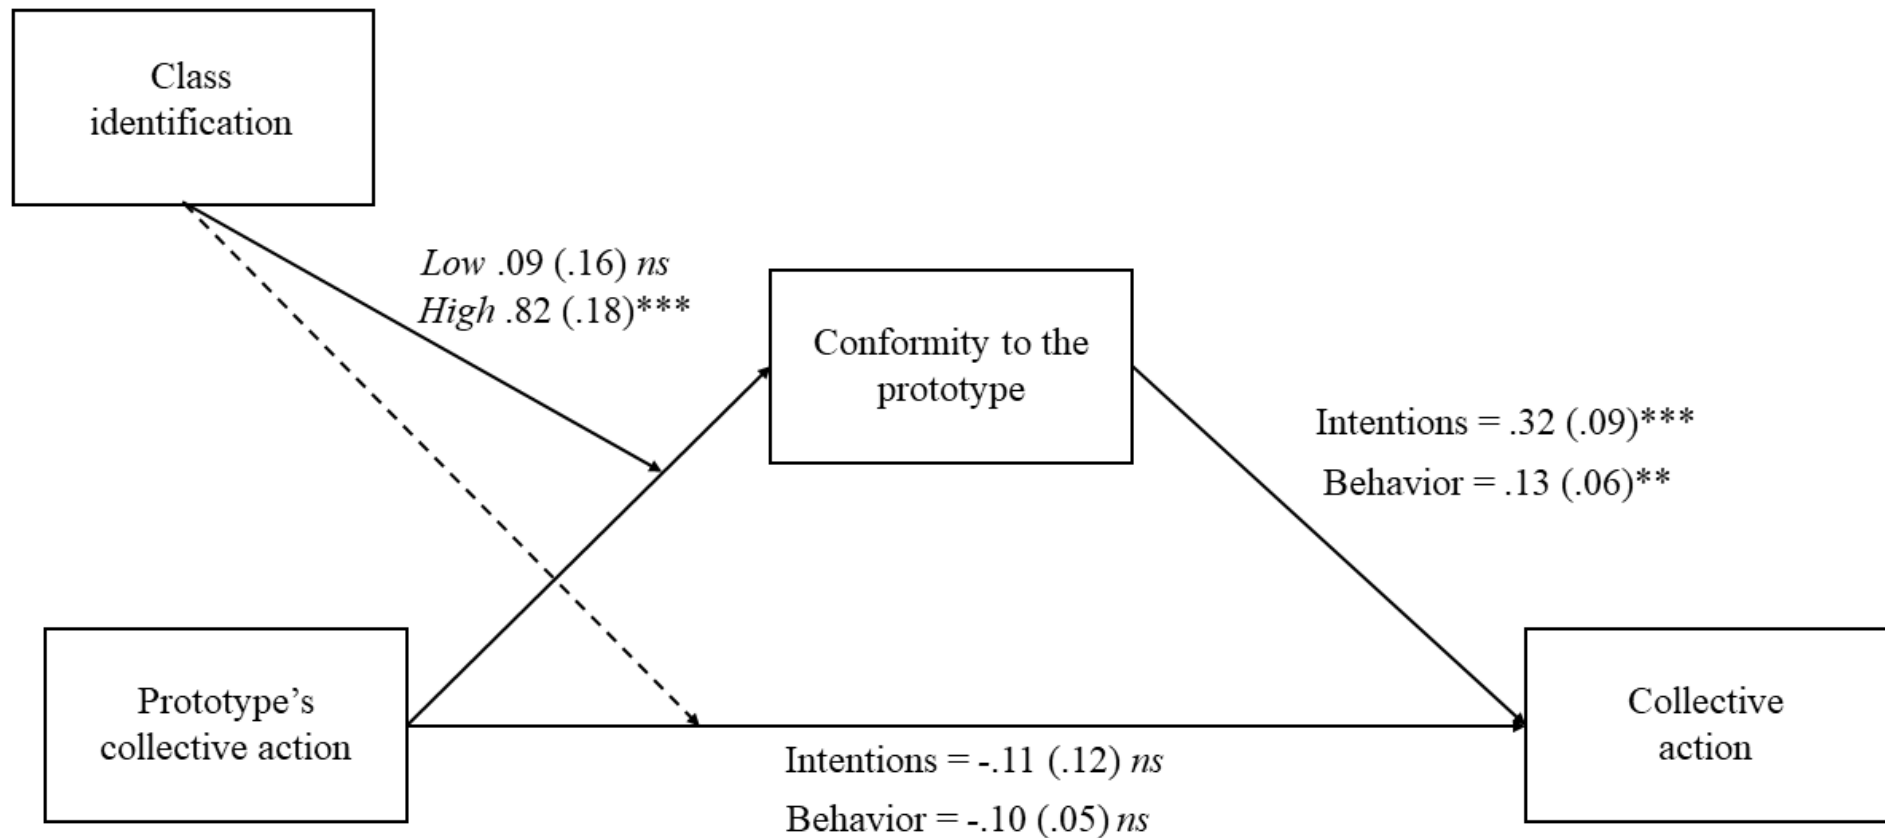 Class
identification
Low .09 (.16) ns
High .82 (.18)***
Conformity to the
prototype
Intentions = .32 (.09)***
Behavior = .13 (.06)**
Prototype’s
collective action
Collective
action
Intentions = -.11 (.12) ns
Behavior = -.10 (.05) ns